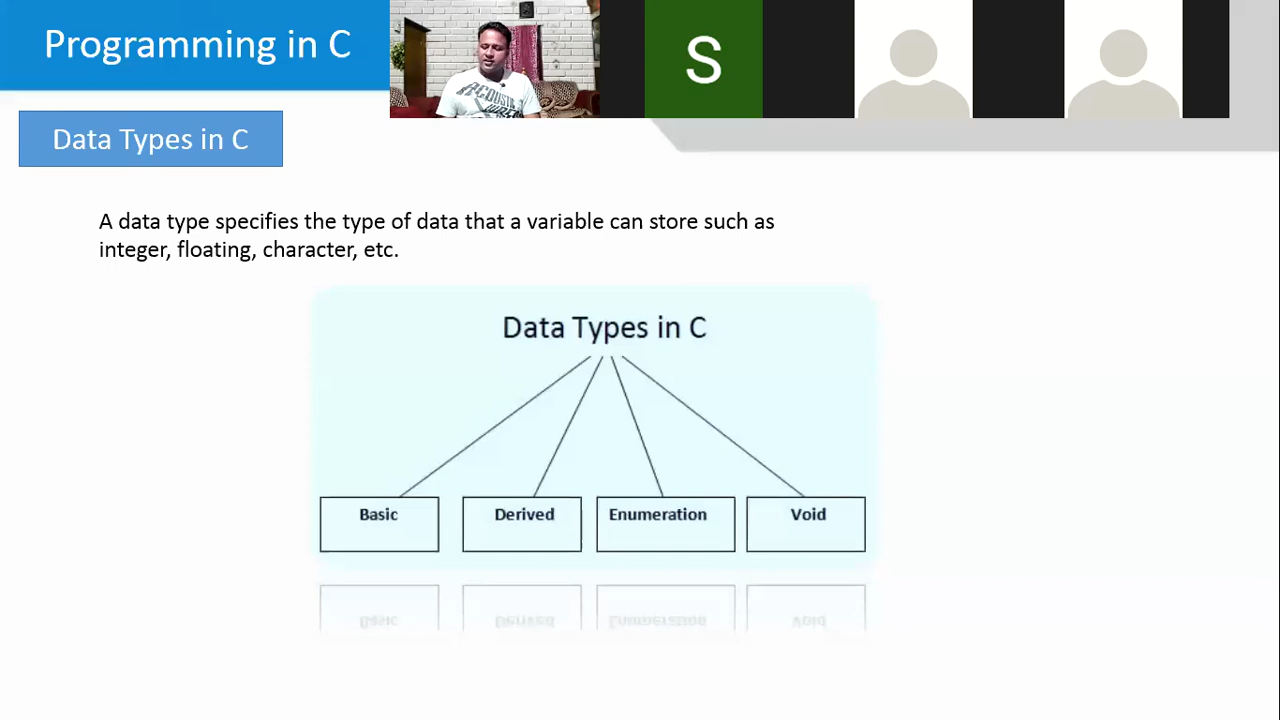 Programming in C
S
Data Types in C
A data type specifies the type of data that a variable can store such as
integer, floating, character, etc.
Data Types in C
Basic
Derived
Enumeration
Void